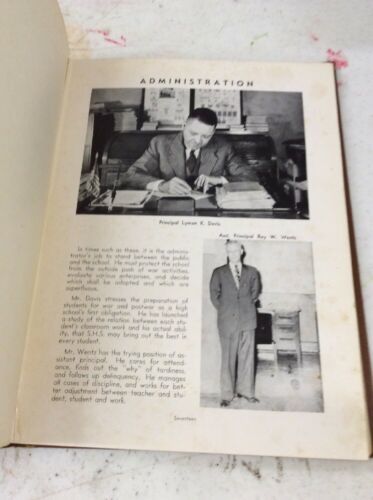 ADMINISTRATION
Principal Lyman K. Davis
Asst. Principal Roy W. Wentz
In times such as these, it is the adminis-
trator's job to stand between the public
and the school. He must protect the school
from the outside push of war activities,
evaluate various enterprises, and decide
which shall be adopted and which are
superfluous.
Mr. Davis stresses the preparation of
students for war and postwar as a high
school's first obligation. He has launched
a study of the relation between each stu-
dent's classroom work and his actual abil-
ity, that S.H.S. may bring out the best in
every student.
Mr. Wentz has the trying position of as-
sistant principal. He cares for attend-
ance, finds out the "why" of tardiness,
and follows up delinquency. He manages
all cases of discipline, and works for bet-
ter adjustment between teacher and stu-
dent, student and work.
Seventeen